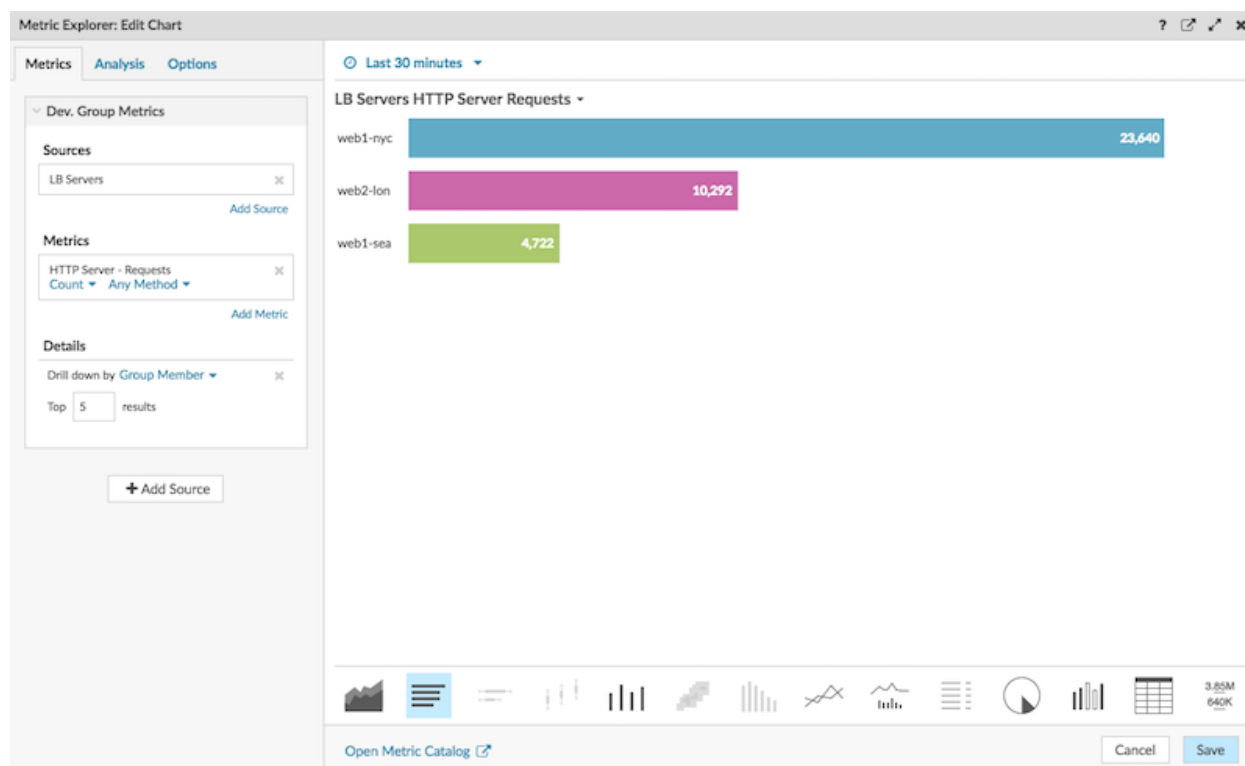 Metric Explorer: Edit Chart
?
Metrics Analysis Options
Last 30 minutes
Dev. Group Metrics
Sources
LB Servers
Add Source
Metrics
HTTP Server - Requests
Count Any Method
Add Metric
Details
Drill down by Group Member
Top 5 results
+ Add Source
LB Servers HTTP Server Requests
web1-nyc 23,640
web2-lon 10,292
web1-sea 4,722
3.85M
640K
Open Metric Catalog
Cancel Save